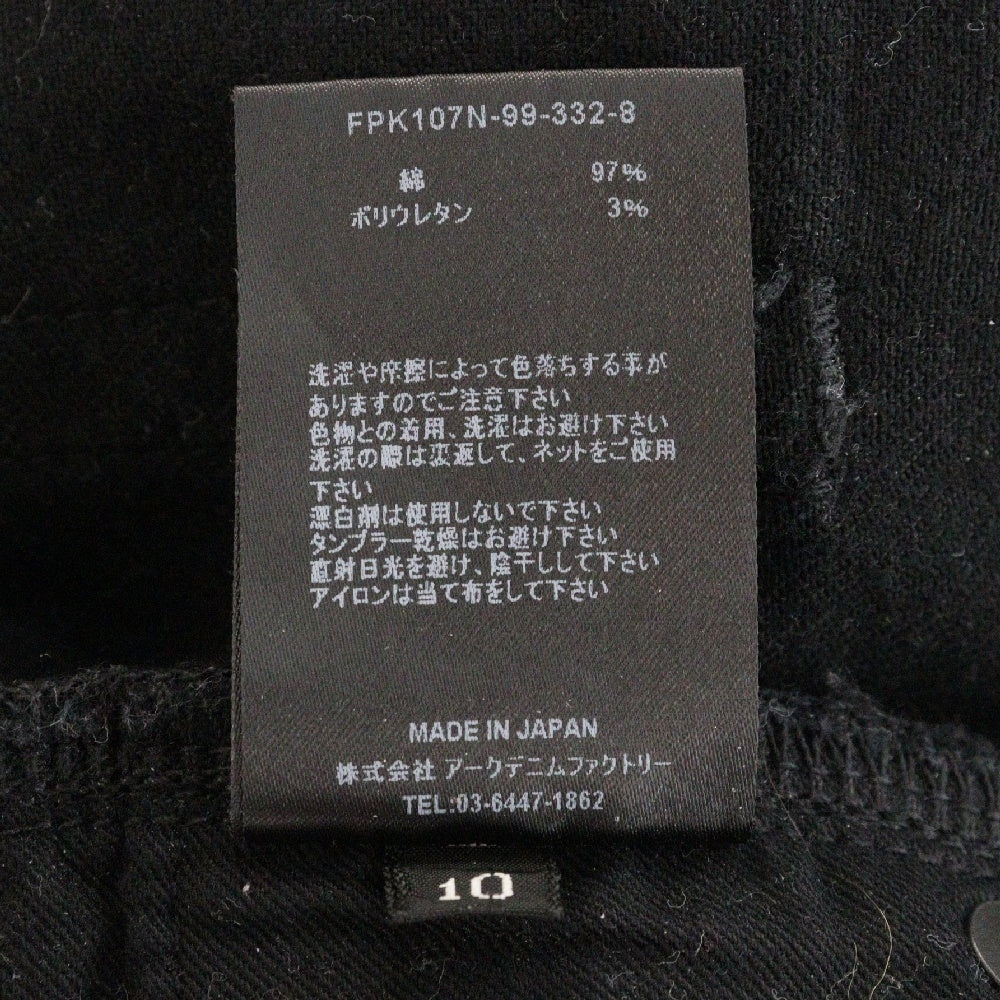 FPK107N-99-332-8
綿 97%
ポリウレタン 3%
洗濯や摩擦によって色落ちする事が
ありますのでご注意下さい
色物との着用、洗濯はお避け下さい
洗濯の際は裏返して、ネットをご使用
下さい
漂白剤は使用しないで下さい
タンブラー乾燥はお避け下さい
直射日光を避け、陰干しして下さい
アイロンは当て布をして下さい
MADE IN JAPAN
株式会社 アークデニムファクトリー
TEL:03-6447-1862
10